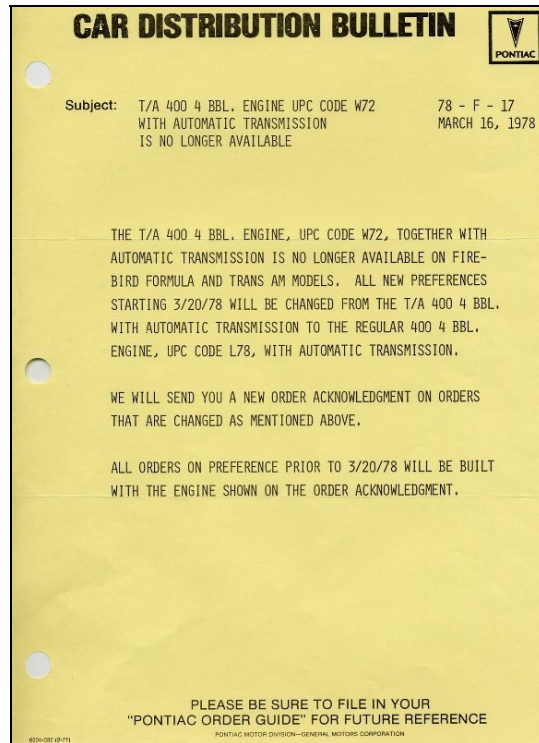 CAR DISTRIBUTION BULLETIN
PONTIAC
Subject: T/A 400 4 BBL. ENGINE UPC CODE W72 78 - F - 17
WITH AUTOMATIC TRANSMISSION MARCH 16, 1978
IS NO LONGER AVAILABLE
THE T/A 400 4 BBL. ENGINE, UPC CODE W72, TOGETHER WITH
AUTOMATIC TRANSMISSION IS NO LONGER AVAILABLE ON FIRE-
BIRD FORMULA AND TRANS AM MODELS. ALL NEW PREFERENCES
STARTING 3/20/78 WILL BE CHANGED FROM THE T/A 400 4 BBL.
WITH AUTOMATIC TRANSMISSION TO THE REGULAR 400 4 BBL.
ENGINE, UPC CODE L78, WITH AUTOMATIC TRANSMISSION.
WE WILL SEND YOU A NEW ORDER ACKNOWLEDGMENT ON ORDERS
THAT ARE CHANGED AS MENTIONED ABOVE.
ALL ORDERS ON PREFERENCE PRIOR TO 3/20/78 WILL BE BUILT
WITH THE ENGINE SHOWN ON THE ORDER ACKNOWLEDGMENT.
PLEASE BE SURE TO FILE IN YOUR
"PONTIAC ORDER GUIDE" FOR FUTURE REFERENCE
PONTIAC MOTOR DIVISION—GENERAL MOTORS CORPORATION